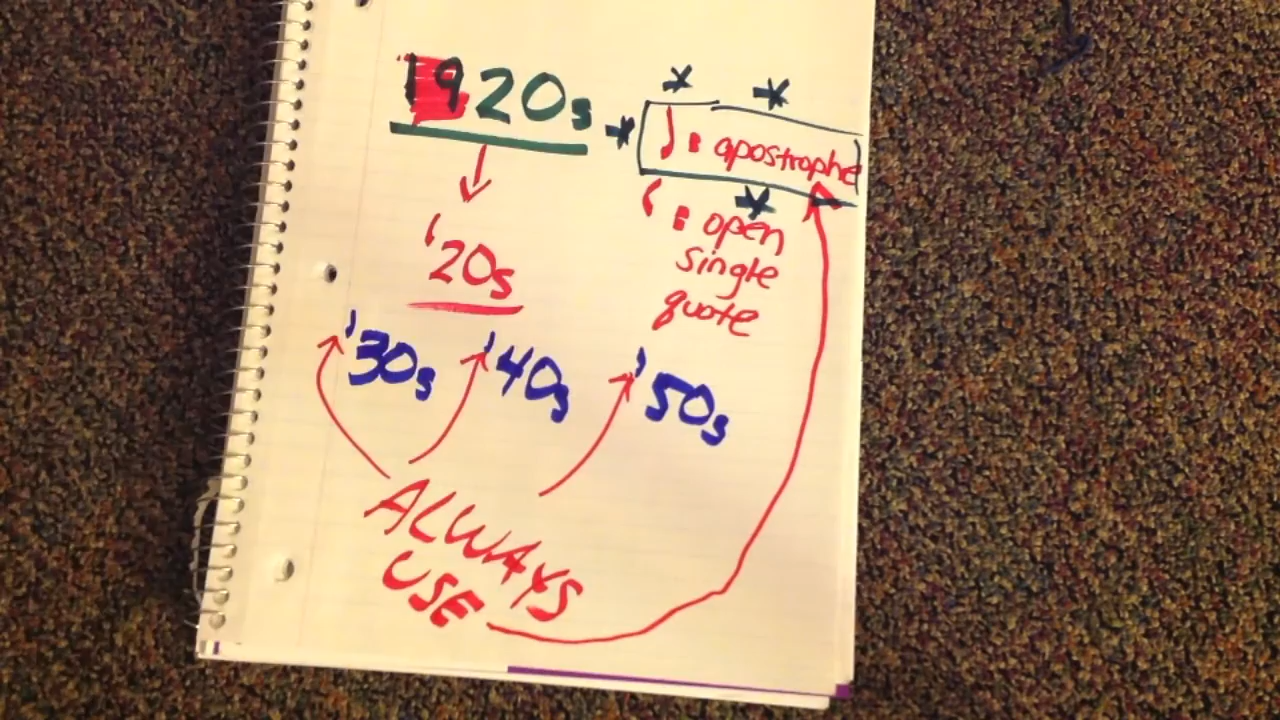 1920s
’ = apostrophe
‘ = open
single
quote
‘20s
’30s ’40s ’50s
ALWAYS
USE